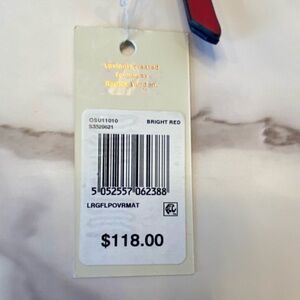 OSU11010 BRIGHT RED
S3529621
5 052557 062388
LRGFLPOVRMAT
$118.00